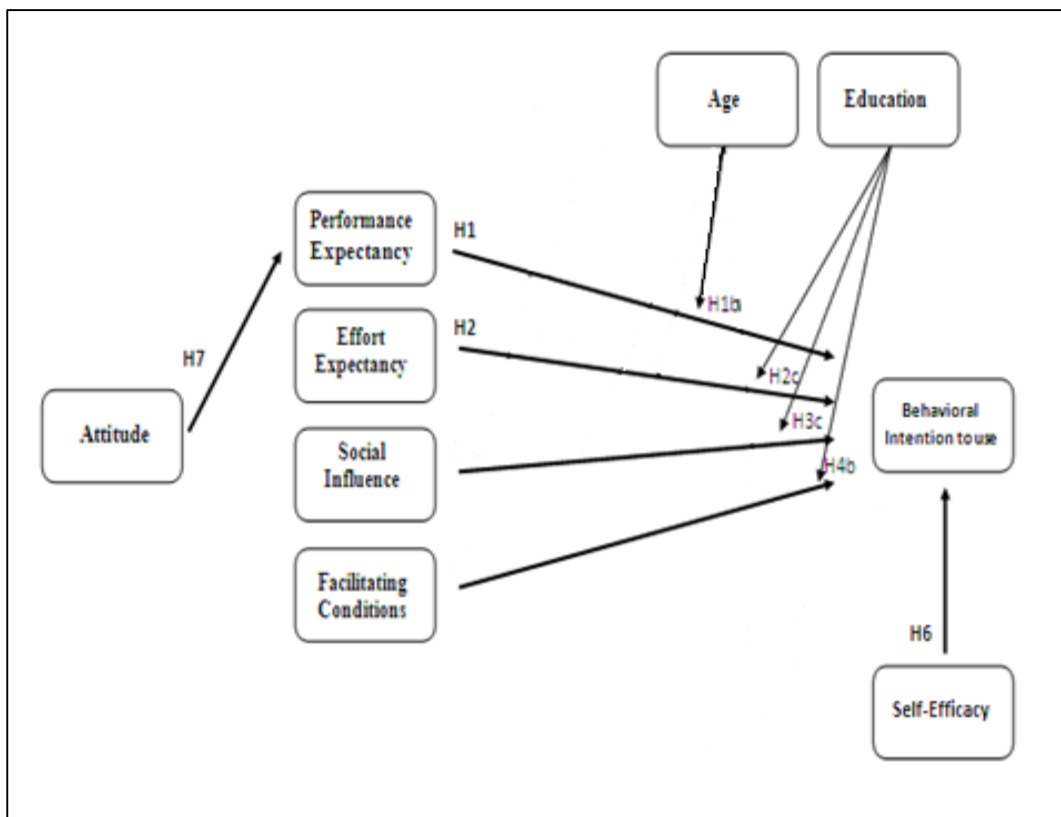 Age
Education
Performance
Expectancy
H1
H1b
Effort
Expectancy
H2
H7
H2c
Attitude
H3c
Behavioral
Intention to use
Social
Influence
H4b
Facilitating
Conditions
H6
Self-Efficacy